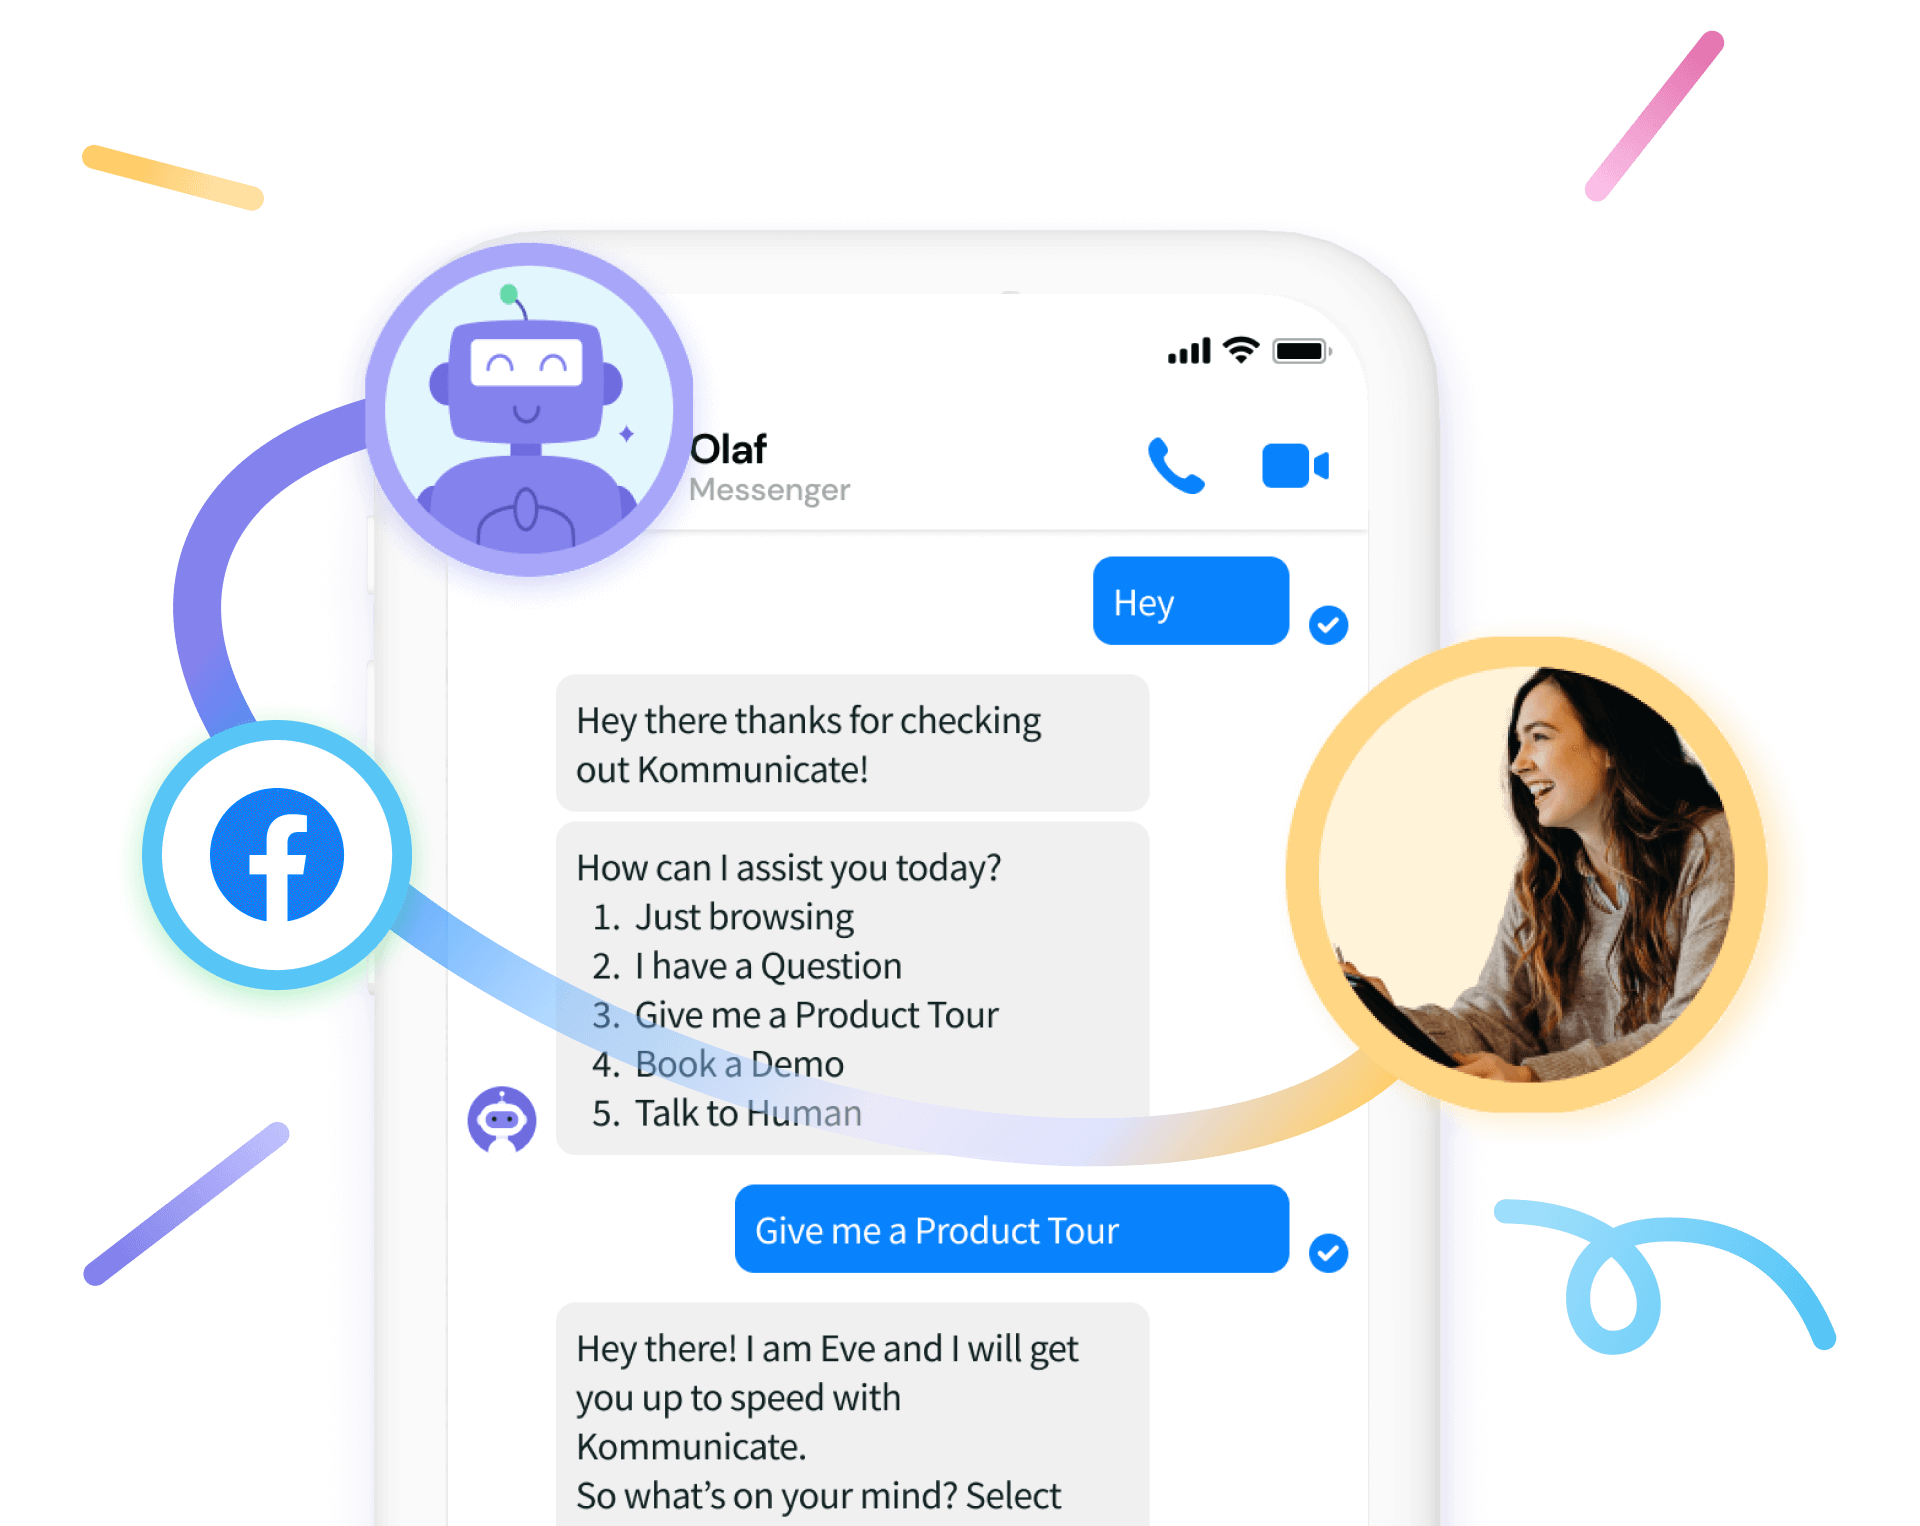 Olaf
Messenger
Hey
Hey there thanks for checking
out Kommunicate!
How can I assist you today?
1. Just browsing
2. I have a Question
3. Give me a Product Tour
4. Book a Demo
5. Talk to Human
Give me a Product Tour
Hey there! I am Eve and I will get
you up to speed with
Kommunicate.
So what’s on your mind? Select